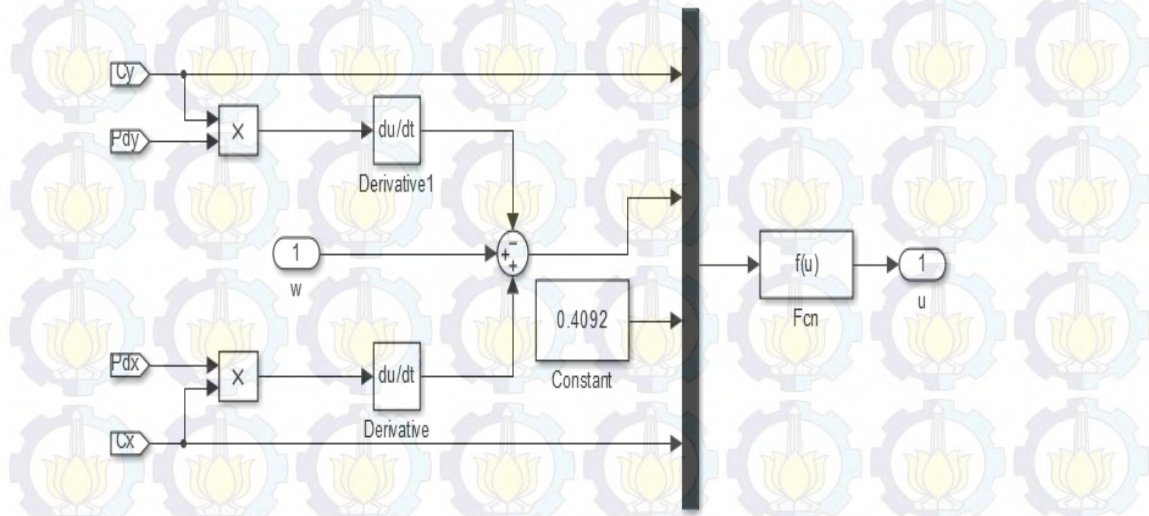 Cy
Pdy
X
du/dt
Derivative1
−
1
+
+
w
0.4092
f(u)
1
u
Fcn
Pdx
X
du/dt
Constant
Derivative
Cx